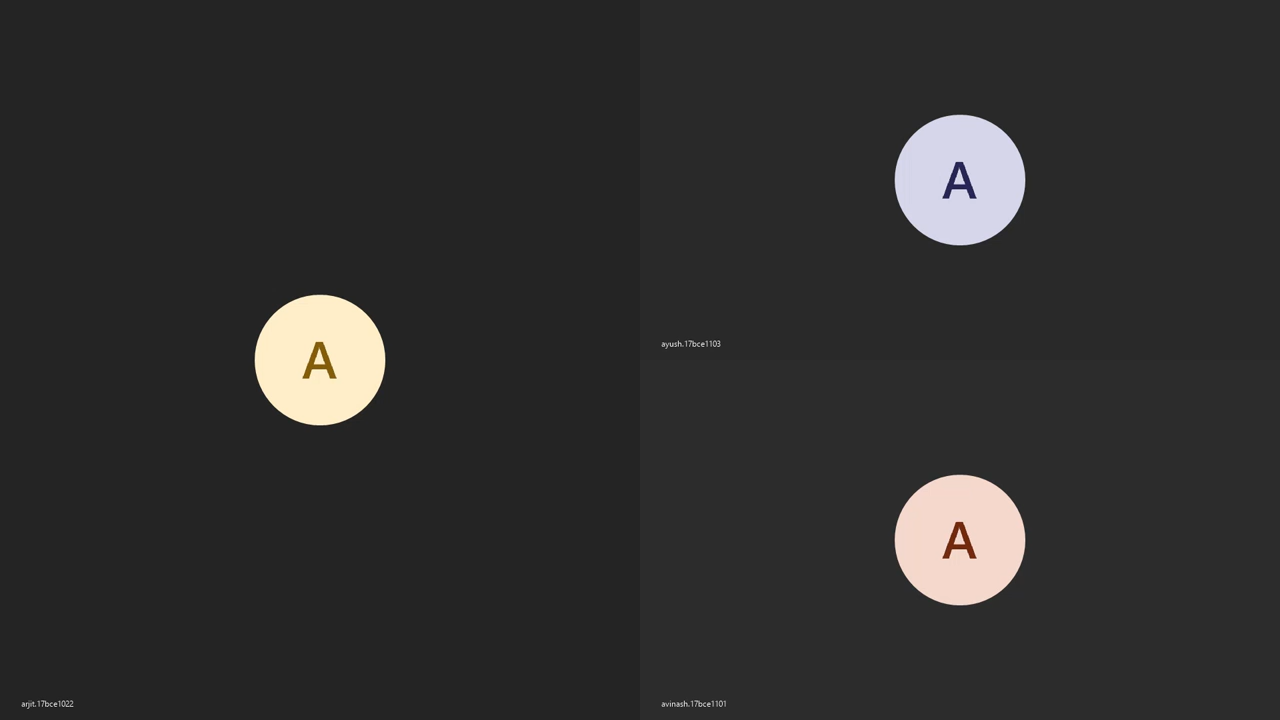 A
arjit.17bce1022
A
ayush.17bce1103
A
avinash.17bce1101